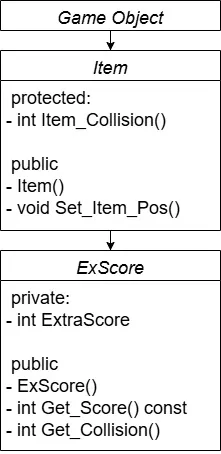 Game Object
Item
protected:
- int Item_Collision()
public
- Item()
- void Set_Item_Pos()
ExScore
private:
- int ExtraScore
public
- ExScore()
- int Get_Score() const
- int Get_Collision()